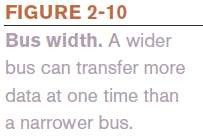 FIGURE 2-10
Bus width. A wider
bus can transfer more
data at one time than
a narrower bus.